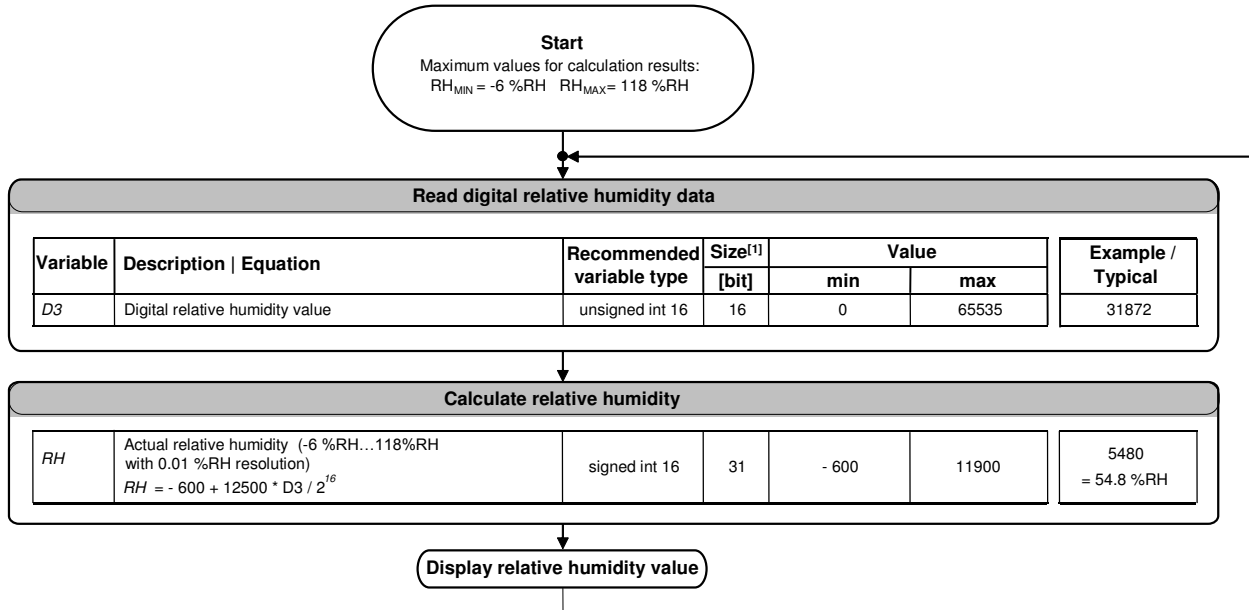 Start
Maximum values for calculation results:
RHMIN = -6 %RH RHMAX= 118 %RH
Read digital relative humidity data
Variable Description | Equation Recommended variable type Size[1] [bit] Value min max Example / Typical
D3 Digital relative humidity value unsigned int 16 16 0 65535 31872
Calculate relative humidity
RH Actual relative humidity (-6 %RH…118%RH
with 0.01 %RH resolution)
RH = - 600 + 12500 * D3 / 2^16
signed int 16 31 - 600 11900 5480
= 54.8 %RH
Display relative humidity value